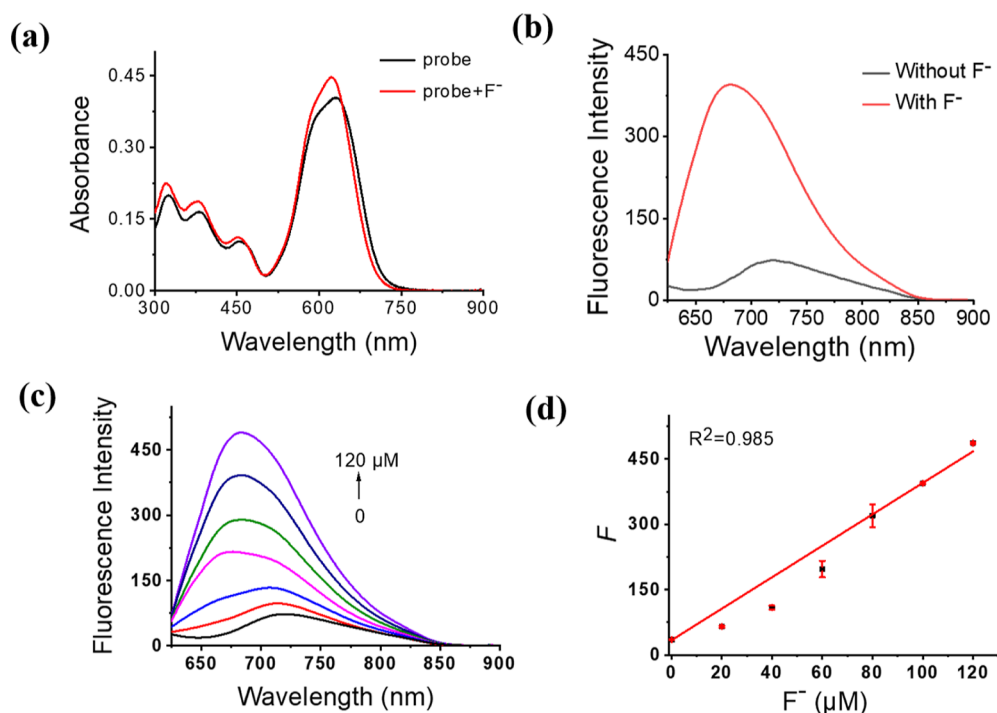 (a)
probe
probe+F⁻
0.45
0.30
0.15
0.00
Absorbance
300 450 600 750 900
Wavelength (nm)
(b)
Without F⁻
With F⁻
450
300
150
0
Fluorescence Intensity
650 700 750 800 850 900
Wavelength (nm)
(c)
120 μM
0
450
300
150
0
Fluorescence Intensity
650 700 750 800 850 900
Wavelength (nm)
(d)
R²=0.985
450
300
150
0
F
0 20 40 60 80 100 120
F⁻ (μM)